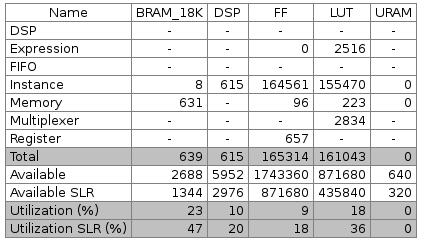 Name BRAM_18K DSP FF LUT URAM
DSP - - - - -
Expression - - 0 2516 -
FIFO - - - - -
Instance 8 615 164561 155470 0
Memory 631 - 96 223 0
Multiplexer - - - 2834 -
Register - - 657 - -
Total 639 615 165314 161043 0
Available 2688 5952 1743360 871680 640
Available SLR 1344 2976 871680 435840 320
Utilization (%) 23 10 9 18 0
Utilization SLR (%) 47 20 18 36 0